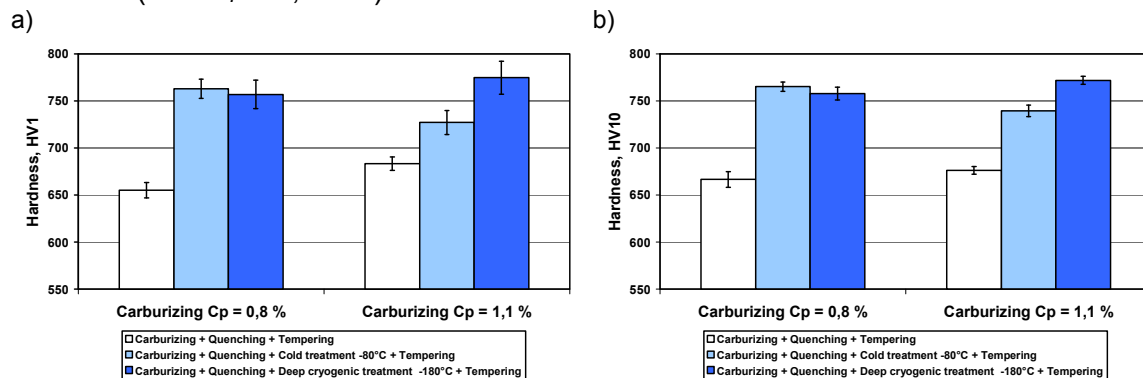 a)
800
750
700
650
600
550
Hardness, HV1
Carburizing Cp = 0,8 %
Carburizing Cp = 1,1 %
Carburizing + Quenching + Tempering
Carburizing + Quenching + Cold treatment -80°C + Tempering
Carburizing + Quenching + Deep cryogenic treatment -180°C + Tempering
b)
800
750
700
650
600
550
Hardness, HV10
Carburizing Cp = 0,8 %
Carburizing Cp = 1,1 %
Carburizing + Quenching + Tempering
Carburizing + Quenching + Cold treatment -80°C + Tempering
Carburizing + Quenching + Deep cryogenic treatment -180°C + Tempering